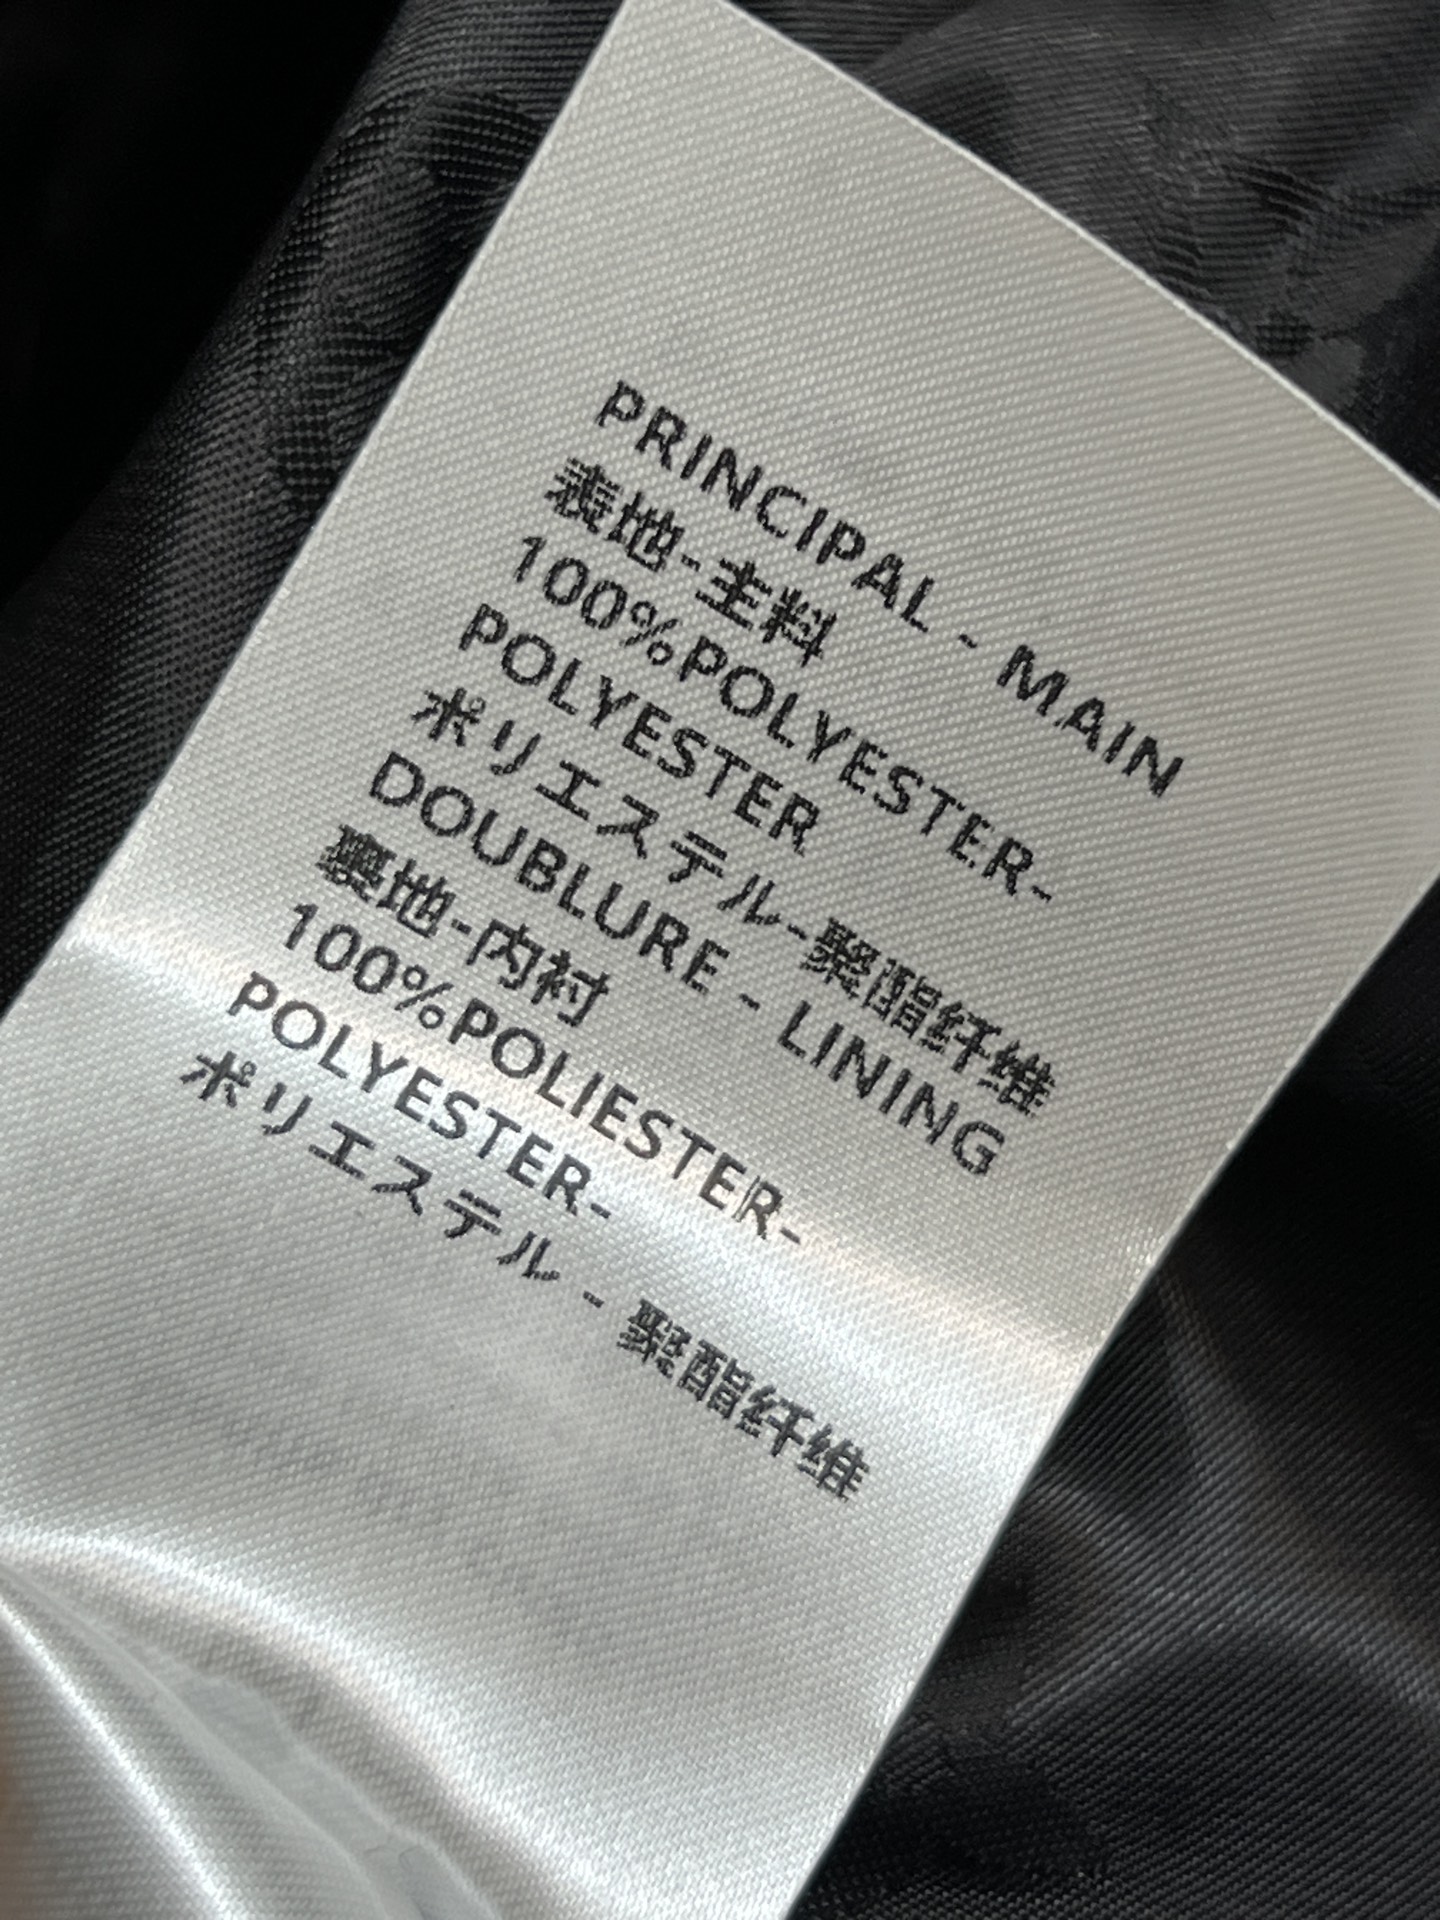 PRINCIPAL - MAIN
表地-主料
100%POLYESTER-
POLYESTER
ポリエステル-聚酯纤维
DOUBLURE - LINING
裏地-内衬
100%POLIESTER-
POLYESTER-
ポリエステル - 聚酯纤维